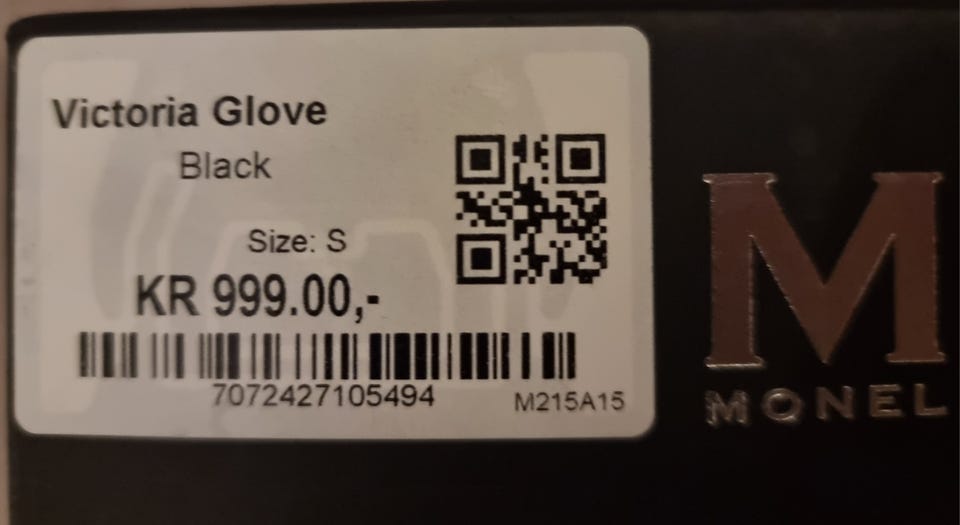 Victoria Glove
Black
Size: S
KR 999.00,-
7072427105494
M215A15
M
MONEL